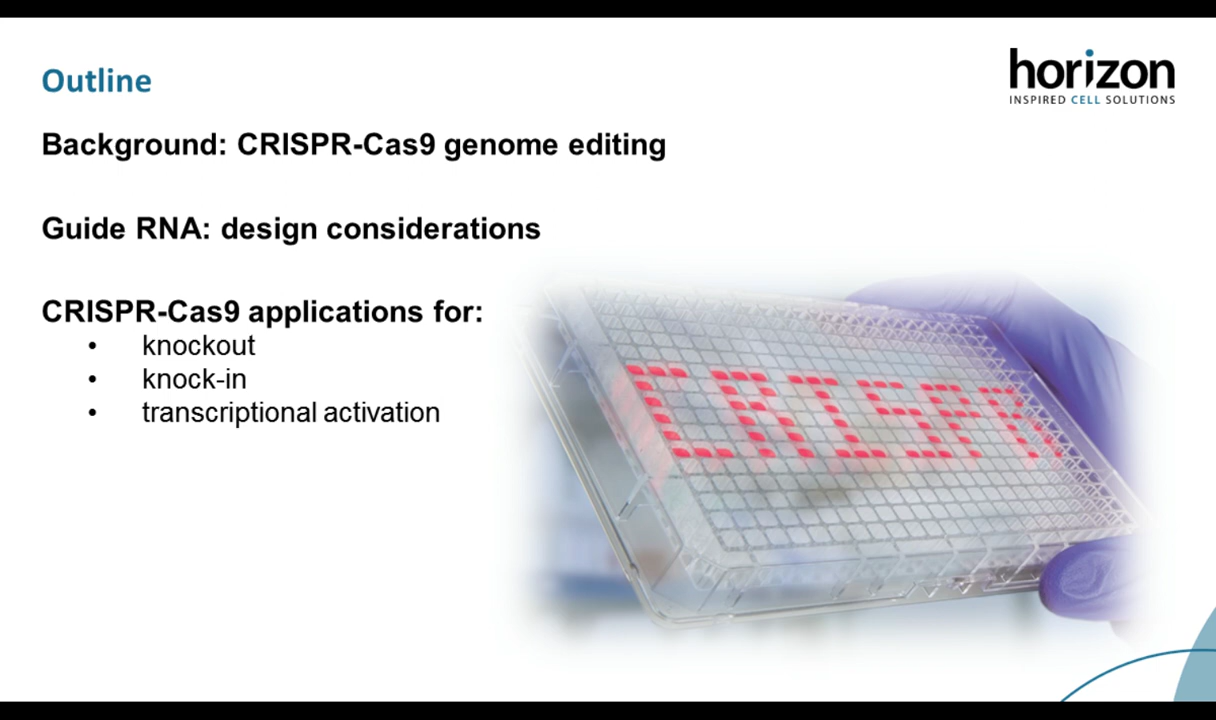 Outline
horizon
INSPIRED CELL SOLUTIONS
Background: CRISPR-Cas9 genome editing
Guide RNA: design considerations
CRISPR-Cas9 applications for:
• knockout
• knock-in
• transcriptional activation
CRISPR